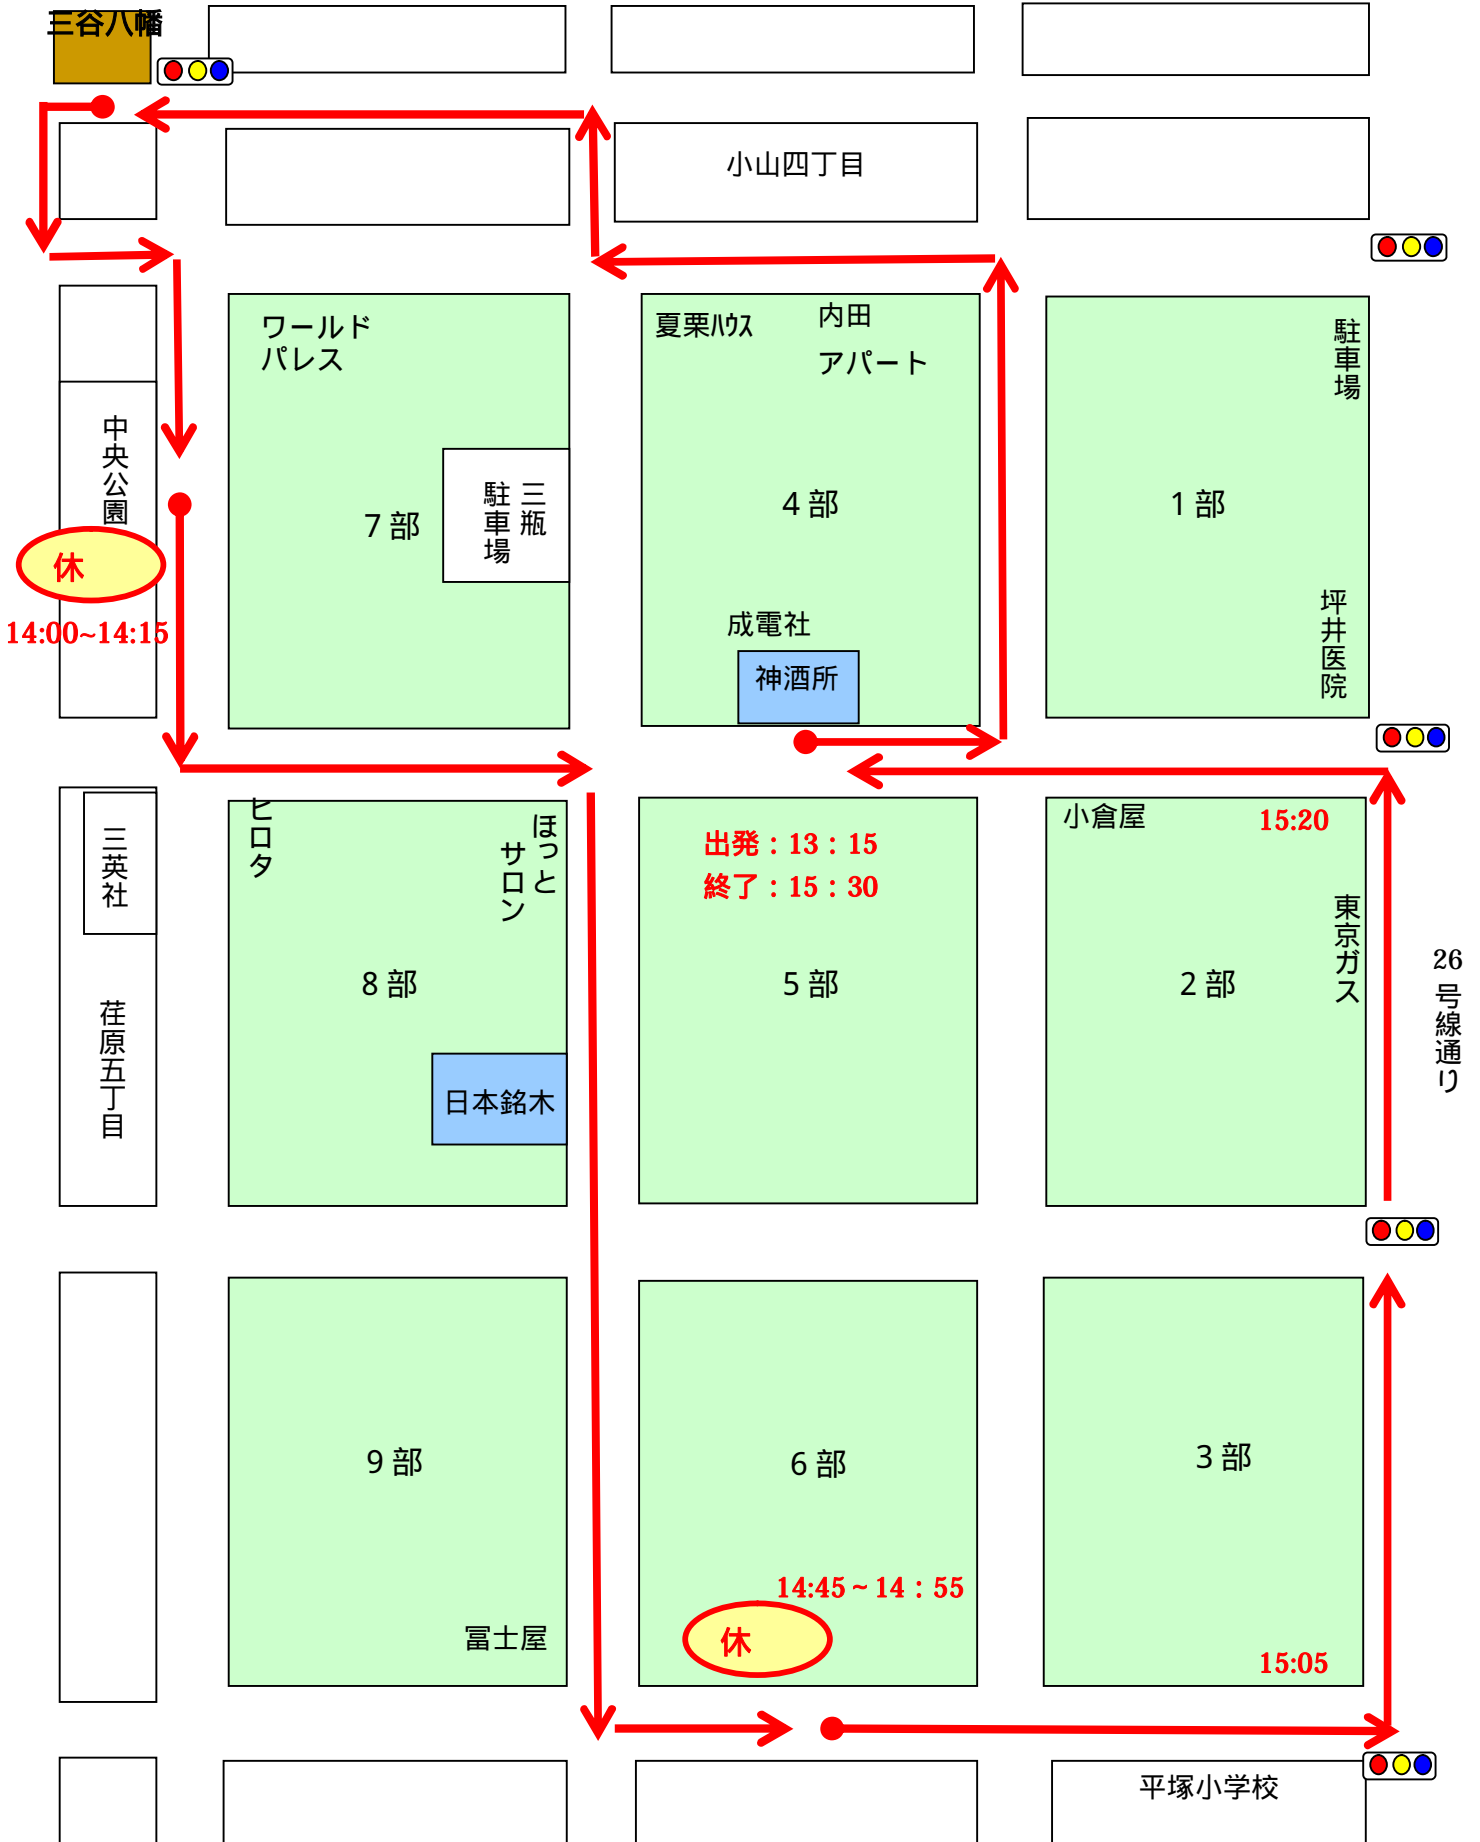 三谷八幡
小山四丁目
ワールド
パレス
夏栗ﾊｳｽ
内田
アパート
駐車場
中央公園
7 部
三瓶
駐車場
4 部
1 部
休
14:00~14:15
成電社
神酒所
坪井医院
三英社
ヒロタ
ほっと
サロン
出発：13：15
終了：15：30
小倉屋
15:20
東京ガス
26
号線通り
8 部
5 部
2 部
荏原五丁目
日本銘木
9 部
6 部
3 部
14:45～14：55
冨士屋
休
15:05
平塚小学校